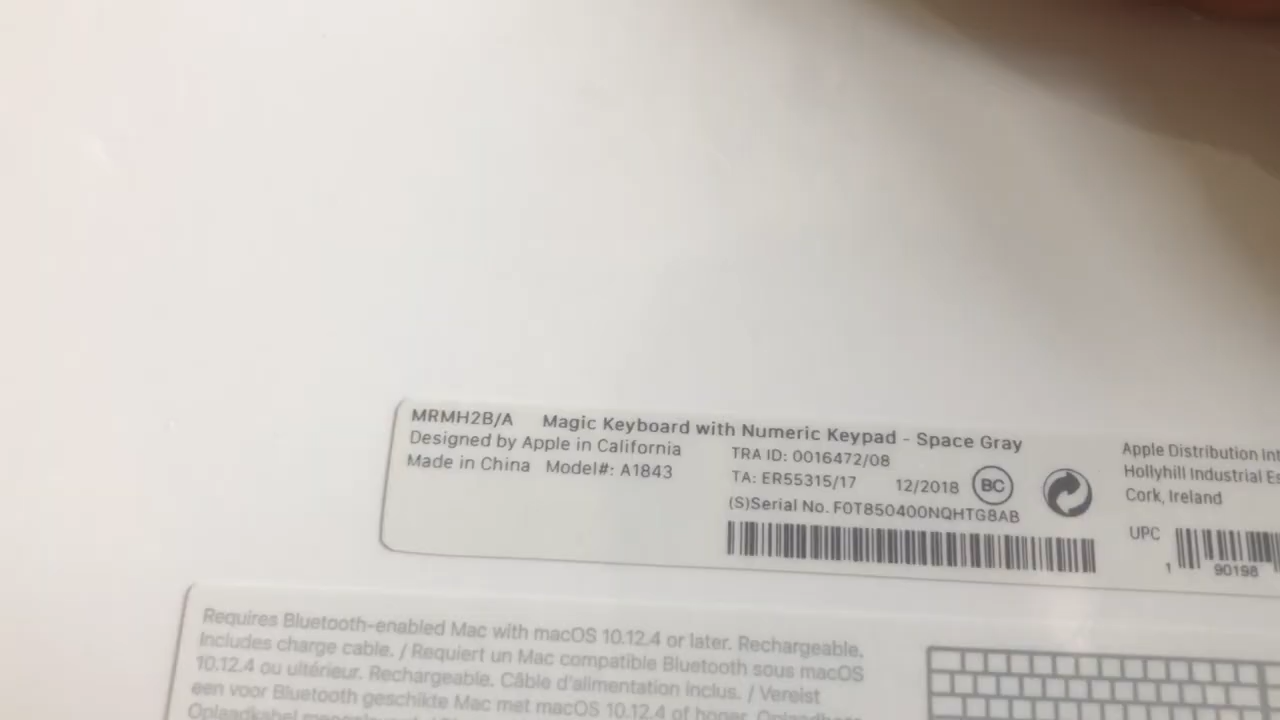 MRMH2B/A Magic Keyboard with Numeric Keypad - Space Gray
Designed by Apple in California
Made in China Model#: A1843
TRA ID: 0016472/08
TA: ER55315/17 12/2018 BC
(S)Serial No. F0T850400NQHTG8AB
Apple Distribution
Hollyhill Industrial
Cork, Ireland
UPC
1 90198
Requires Bluetooth-enabled Mac with macOS 10.12.4 or later. Rechargeable.
Includes charge cable. / Requiert un Mac compatible Bluetooth sous macOS
10.12.4 ou ultérieur. Rechargeable. Câble d'alimentation inclus. / Vereist
een voor Bluetooth geschikte Mac met macOS 10.12.4 of hoger.